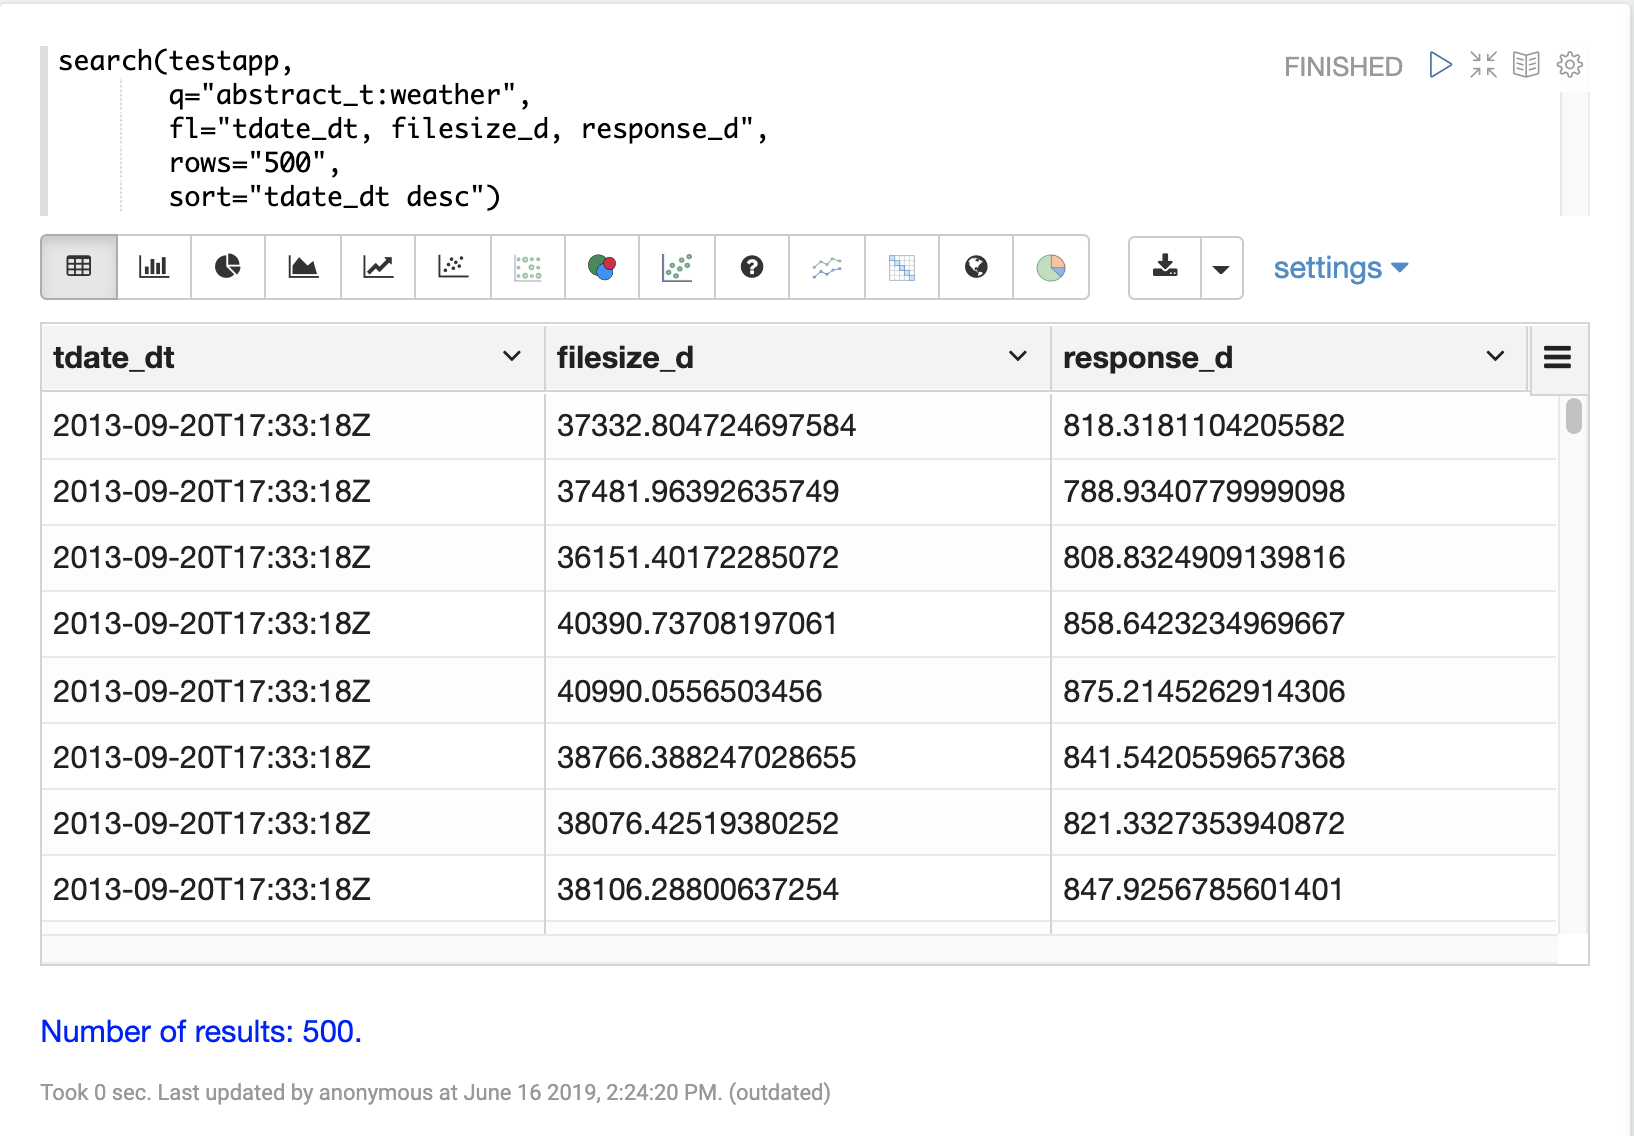 search(testapp,
q="abstract_t:weather",
fl="tdate_dt, filesize_d, response_d",
rows="500",
sort="tdate_dt desc")
FINISHED
settings
tdate_dt filesize_d response_d
2013-09-20T17:33:18Z 37332.804724697584 818.3181104205582
2013-09-20T17:33:18Z 37481.96392635749 788.9340779999098
2013-09-20T17:33:18Z 36151.40172285072 808.8324909139816
2013-09-20T17:33:18Z 40390.73708197061 858.6423234969667
2013-09-20T17:33:18Z 40990.0556503456 875.2145262914306
2013-09-20T17:33:18Z 38766.388247028655 841.5420559657368
2013-09-20T17:33:18Z 38076.42519380252 821.3327353940872
2013-09-20T17:33:18Z 38106.28800637254 847.9256785601401
Number of results: 500.
Took 0 sec. Last updated by anonymous at June 16 2019, 2:24:20 PM. (outdated)